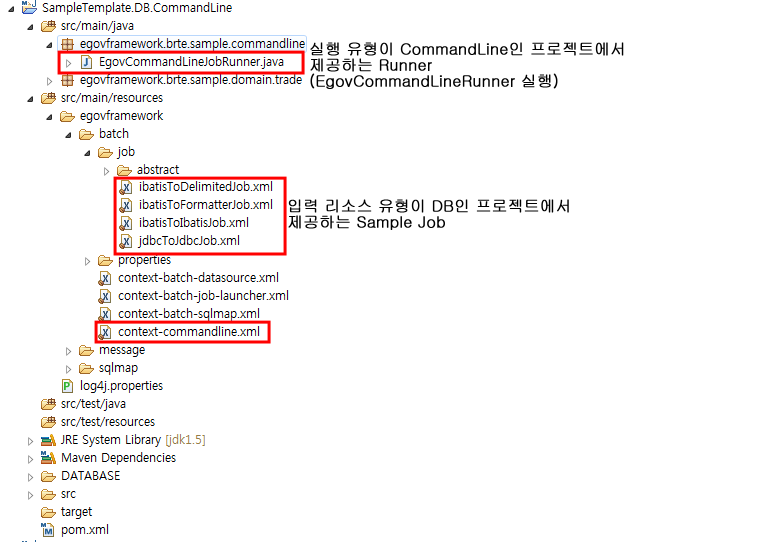 SampleTemplate.DB.CommandLine
src/main/java
egovframework.brte.sample.commandline
실행 유형이 CommandLine인 프로젝트에서
EgovCommandLineJobRunner.java
제공하는 Runner
egovframework.brte.sample.domain.trade
(EgovCommandLineRunner 실행)
src/main/resources
egovframework
batch
job
abstract
ibatisToDelimitedJob.xml
ibatisToFormatterJob.xml
입력 리소스 유형이 DB인 프로젝트에서
ibatisToIbatisJob.xml
제공하는 Sample Job
jdbcToJdbcJob.xml
properties
context-batch-datasource.xml
context-batch-job-launcher.xml
context-batch-sqlmap.xml
context-commandline.xml
message
sqlmap
log4j.properties
src/test/java
src/test/resources
JRE System Library [jdk1.5]
Maven Dependencies
DATABASE
src
target
pom.xml